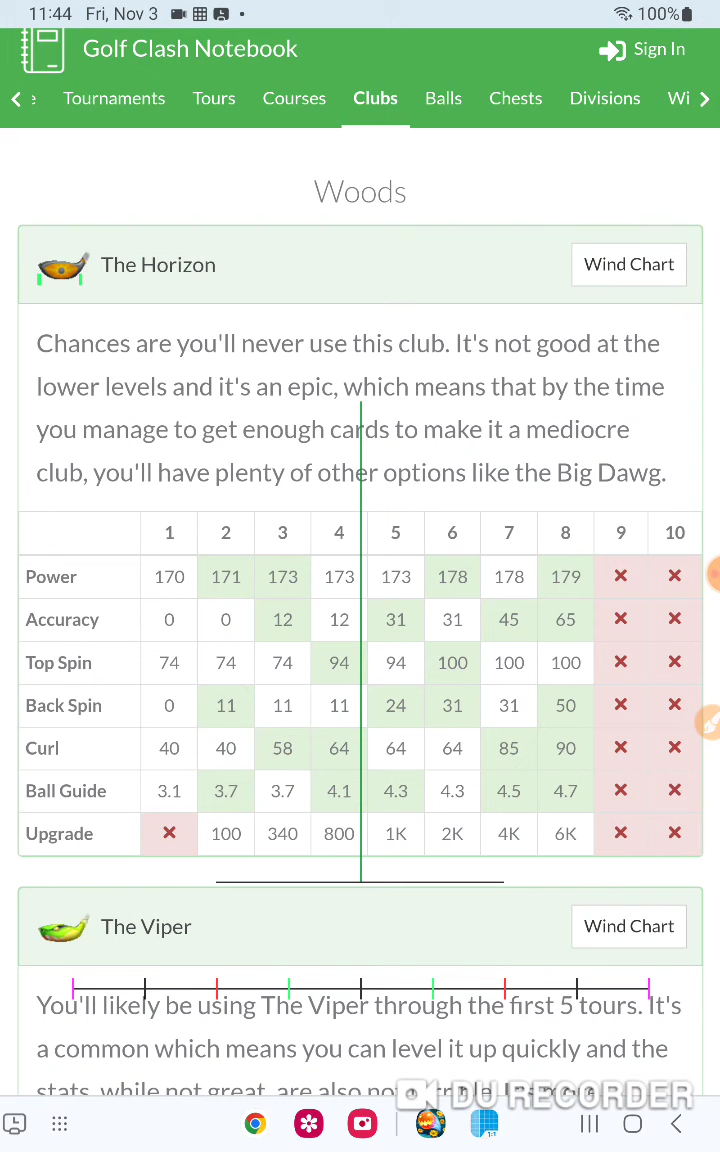 11:44 Fri, Nov 3 100%
Golf Clash Notebook Sign In
e Tournaments Tours Courses Clubs Balls Chests Divisions Wi
Woods
The Horizon Wind Chart
Chances are you'll never use this club. It's not good at the
lower levels and it's an epic, which means that by the time
you manage to get enough cards to make it a mediocre
club, you'll have plenty of other options like the Big Dawg.
1 2 3 4 5 6 7 8 9 10
Power 170 171 173 173 173 178 178 179 × ×
Accuracy 0 0 12 12 31 31 45 65 × ×
Top Spin 74 74 74 94 94 100 100 100 × ×
Back Spin 0 11 11 11 24 31 31 50 × ×
Curl 40 40 58 64 64 64 85 90 × ×
Ball Guide 3.1 3.7 3.7 4.1 4.3 4.3 4.5 4.7 × ×
Upgrade × 100 340 800 1K 2K 4K 6K × ×
The Viper Wind Chart
You'll likely be using The Viper through the first 5 tours. It's
a common which means you can level it up quickly and the
stats, while not great, are also not
DU RECORDER
1:1